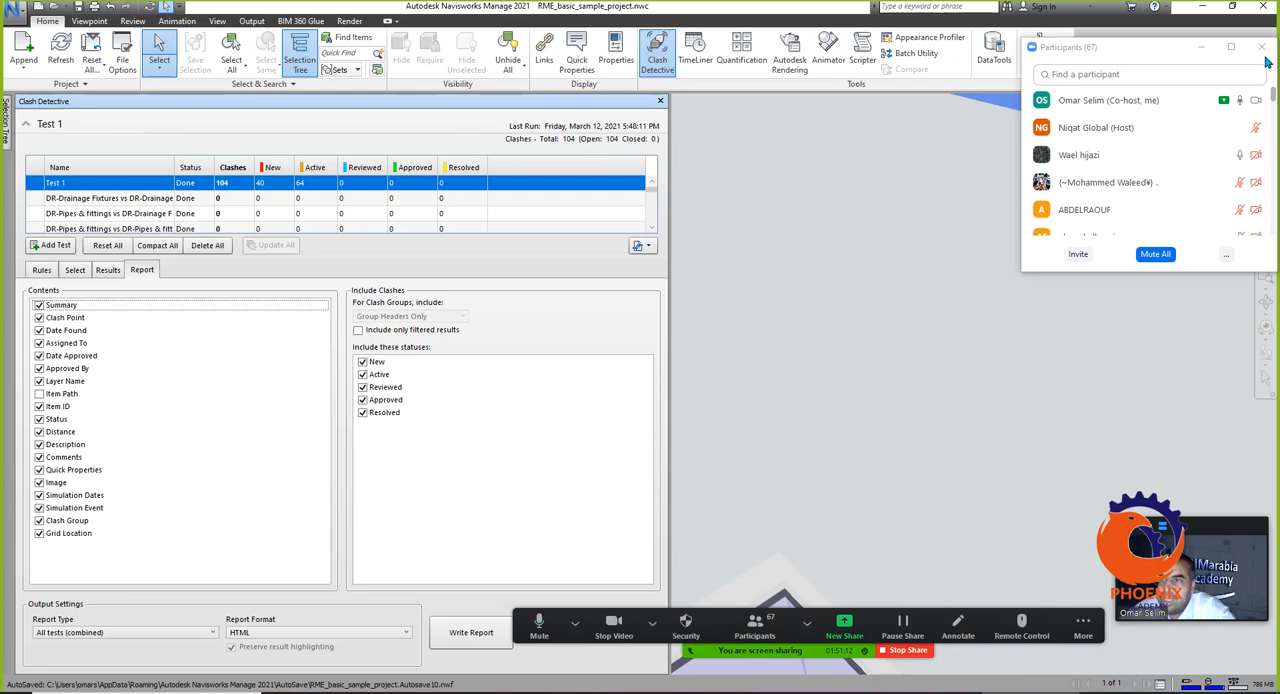 Autodesk Navisworks Manage 2021 RME_basic_sample_project.nwc
Type a keyword or phrase
Sign In
Home Viewpoint Review Animation View Output BIM 360 Glue Render
Append Refresh Reset All... File Options Select Save Selection Select All Select Same Selection Tree Find Items Quick Find Sets Hide Require Hide Unselected Unhide All Links Quick Properties Properties Clash Detective TimeLiner Quantification Autodesk Rendering Animator Scripter Appearance Profiler Batch Utility Compare DataTools
Project Select & Search Visibility Display Tools
Participants (67)
Find a participant
OS Omar Selim (Co-host, me)
NG Niqat Global (Host)
Wael hijazi
{~Mohammed Waleed¥} .
A ABDELRAOUF
Invite Mute All ...
Selection Tree
Clash Detective
Test 1
Last Run: Friday, March 12, 2021 5:48:11 PM
Clashes - Total: 104 (Open: 104 Closed: 0)
Name Status Clashes New Active Reviewed Approved Resolved
Test 1 Done 104 40 64 0 0 0
DR-Drainage Fixtures vs DR-Drainage Done 0 0 0 0 0 0
DR-Pipes & fittings vs DR-Drainage F Done 0 0 0 0 0 0
DR-Pipes & fittings vs DR-Pipes & fitt Done 0 0 0 0 0 0
Add Test Reset All Compact All Delete All Update All
Rules Select Results Report
Contents
Summary
Clash Point
Date Found
Assigned To
Date Approved
Approved By
Layer Name
Item Path
Item ID
Status
Distance
Description
Comments
Quick Properties
Image
Simulation Dates
Simulation Event
Clash Group
Grid Location
Include Clashes
For Clash Groups, include:
Group Headers Only
Include only filtered results
Include these statuses:
New
Active
Reviewed
Approved
Resolved
Output Settings
Report Type
All tests (combined)
Report Format
HTML
Preserve result highlighting
Write Report
Mute Stop Video Security Participants 67 New Share Pause Share Annotate Remote Control More
You are screen sharing 01:51:12 Stop Share
PHOENIX
Omar Selim
AutoSaved: C:\Users\omars\AppData\Roaming\Autodesk Navisworks Manage 2021\AutoSave\RME_basic_sample_project.Autosave10.nwf
1 of 1
786 MB